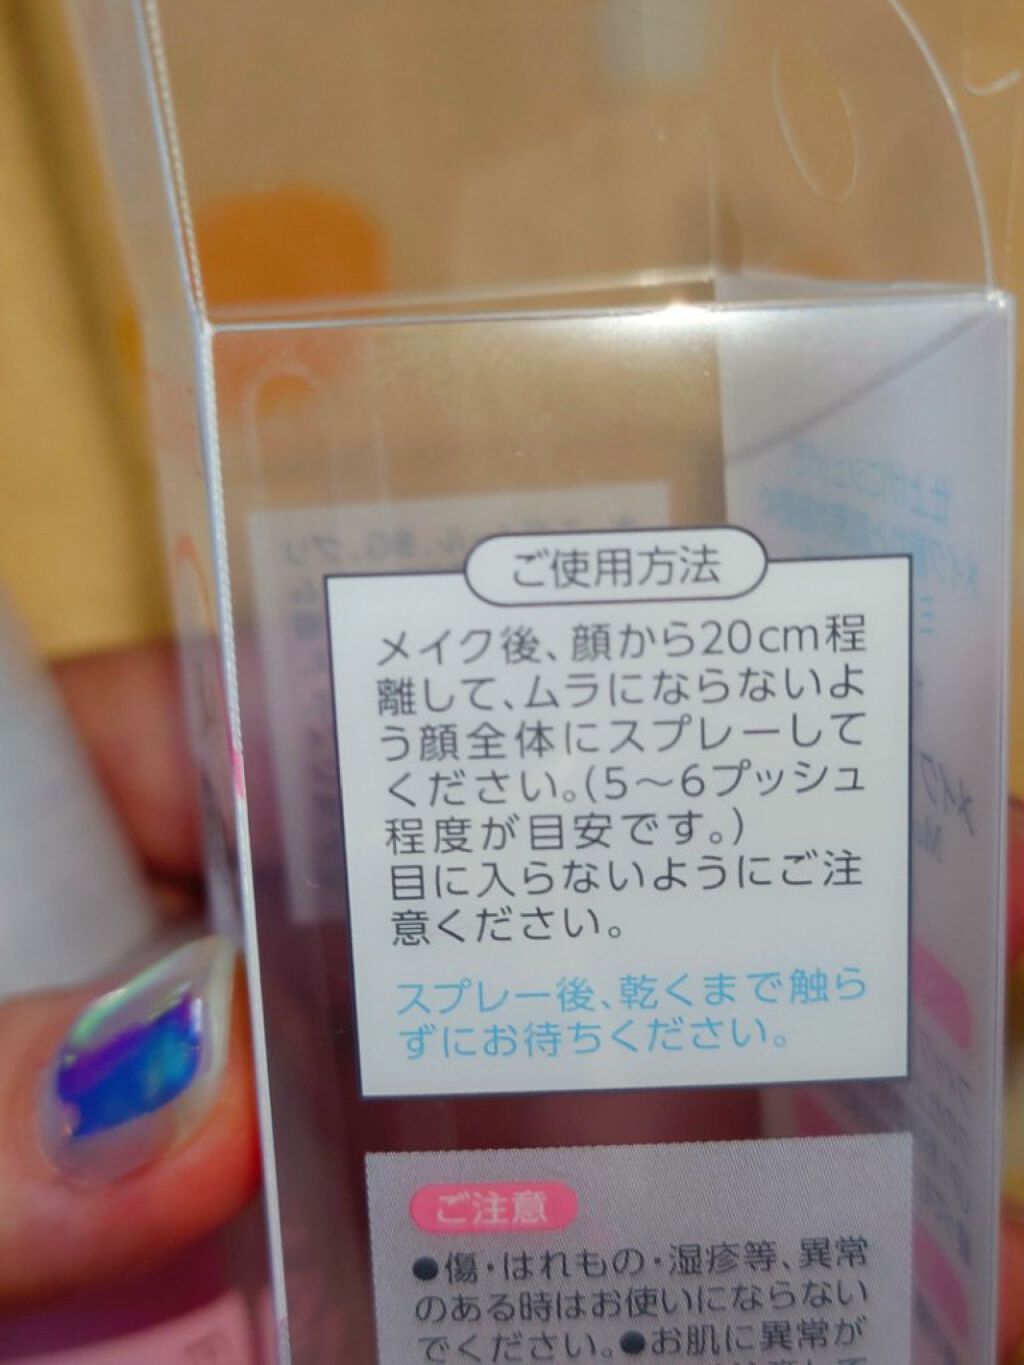 ご使用方法
メイク後、顔から20cm程
離して、ムラにならないよ
う顔全体にスプレーして
ください。(5〜6プッシュ
程度が目安です。)
目に入らないようにご注
意ください。
スプレー後、乾くまで触ら
ずにお待ちください。
ご注意
●傷・はれもの・湿疹等、異常
のある時はお使いにならない
でください。●お肌に異常が